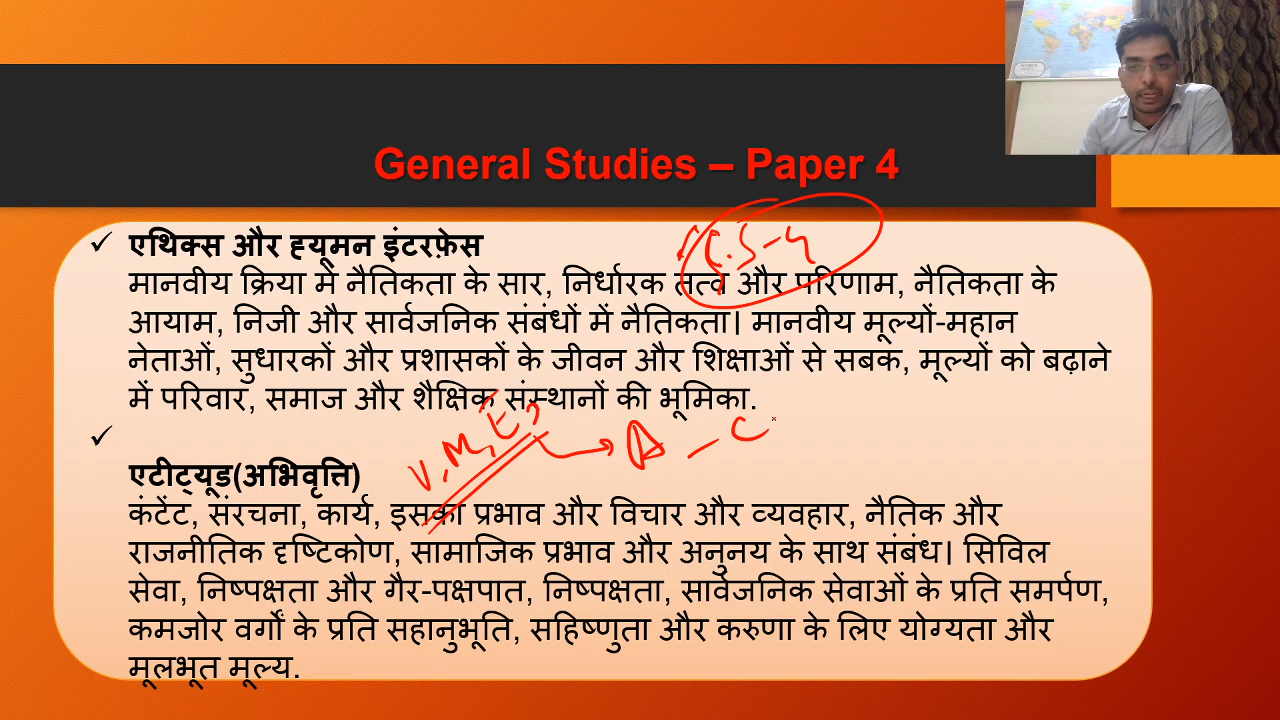 General Studies – Paper 4
एथिक्स और ह्यूमन इंटरफ़ेस
मानवीय क्रिया में नैतिकता के सार, निर्धारक तत्व और परिणाम, नैतिकता के
आयाम, निजी और सार्वजनिक संबंधों में नैतिकता। मानवीय मूल्यों-महान
नेताओं, सुधारकों और प्रशासकों के जीवन और शिक्षाओं से सबक, मूल्यों को बढ़ाने
में परिवार, समाज और शैक्षिक संस्थानों की भूमिका.
V, M, E,
A – C
एटीट्यूड(अभिवृत्ति)
कंटेंट, संरचना, कार्य, इसका प्रभाव और विचार और व्यवहार, नैतिक और
राजनीतिक दृष्टिकोण, सामाजिक प्रभाव और अनुनय के साथ संबंध। सिविल
सेवा, निष्पक्षता और गैर-पक्षपात, निष्पक्षता, सार्वजनिक सेवाओं के प्रति समर्पण,
कमजोर वर्गों के प्रति सहानुभूति, सहिष्णुता और करुणा के लिए योग्यता और
मूलभूत मूल्य.